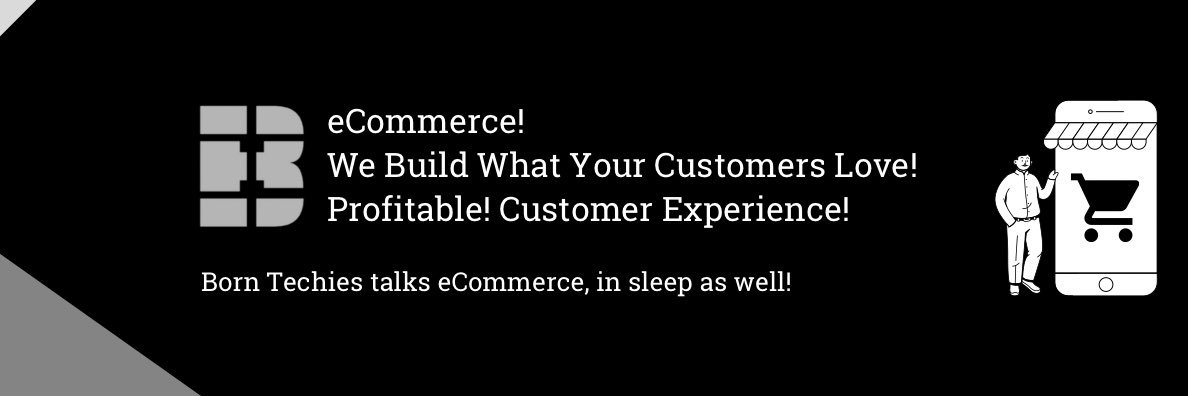 B
eCommerce!
We Build What Your Customers Love!
Profitable! Customer Experience!
Born Techies talks eCommerce, in sleep as well!